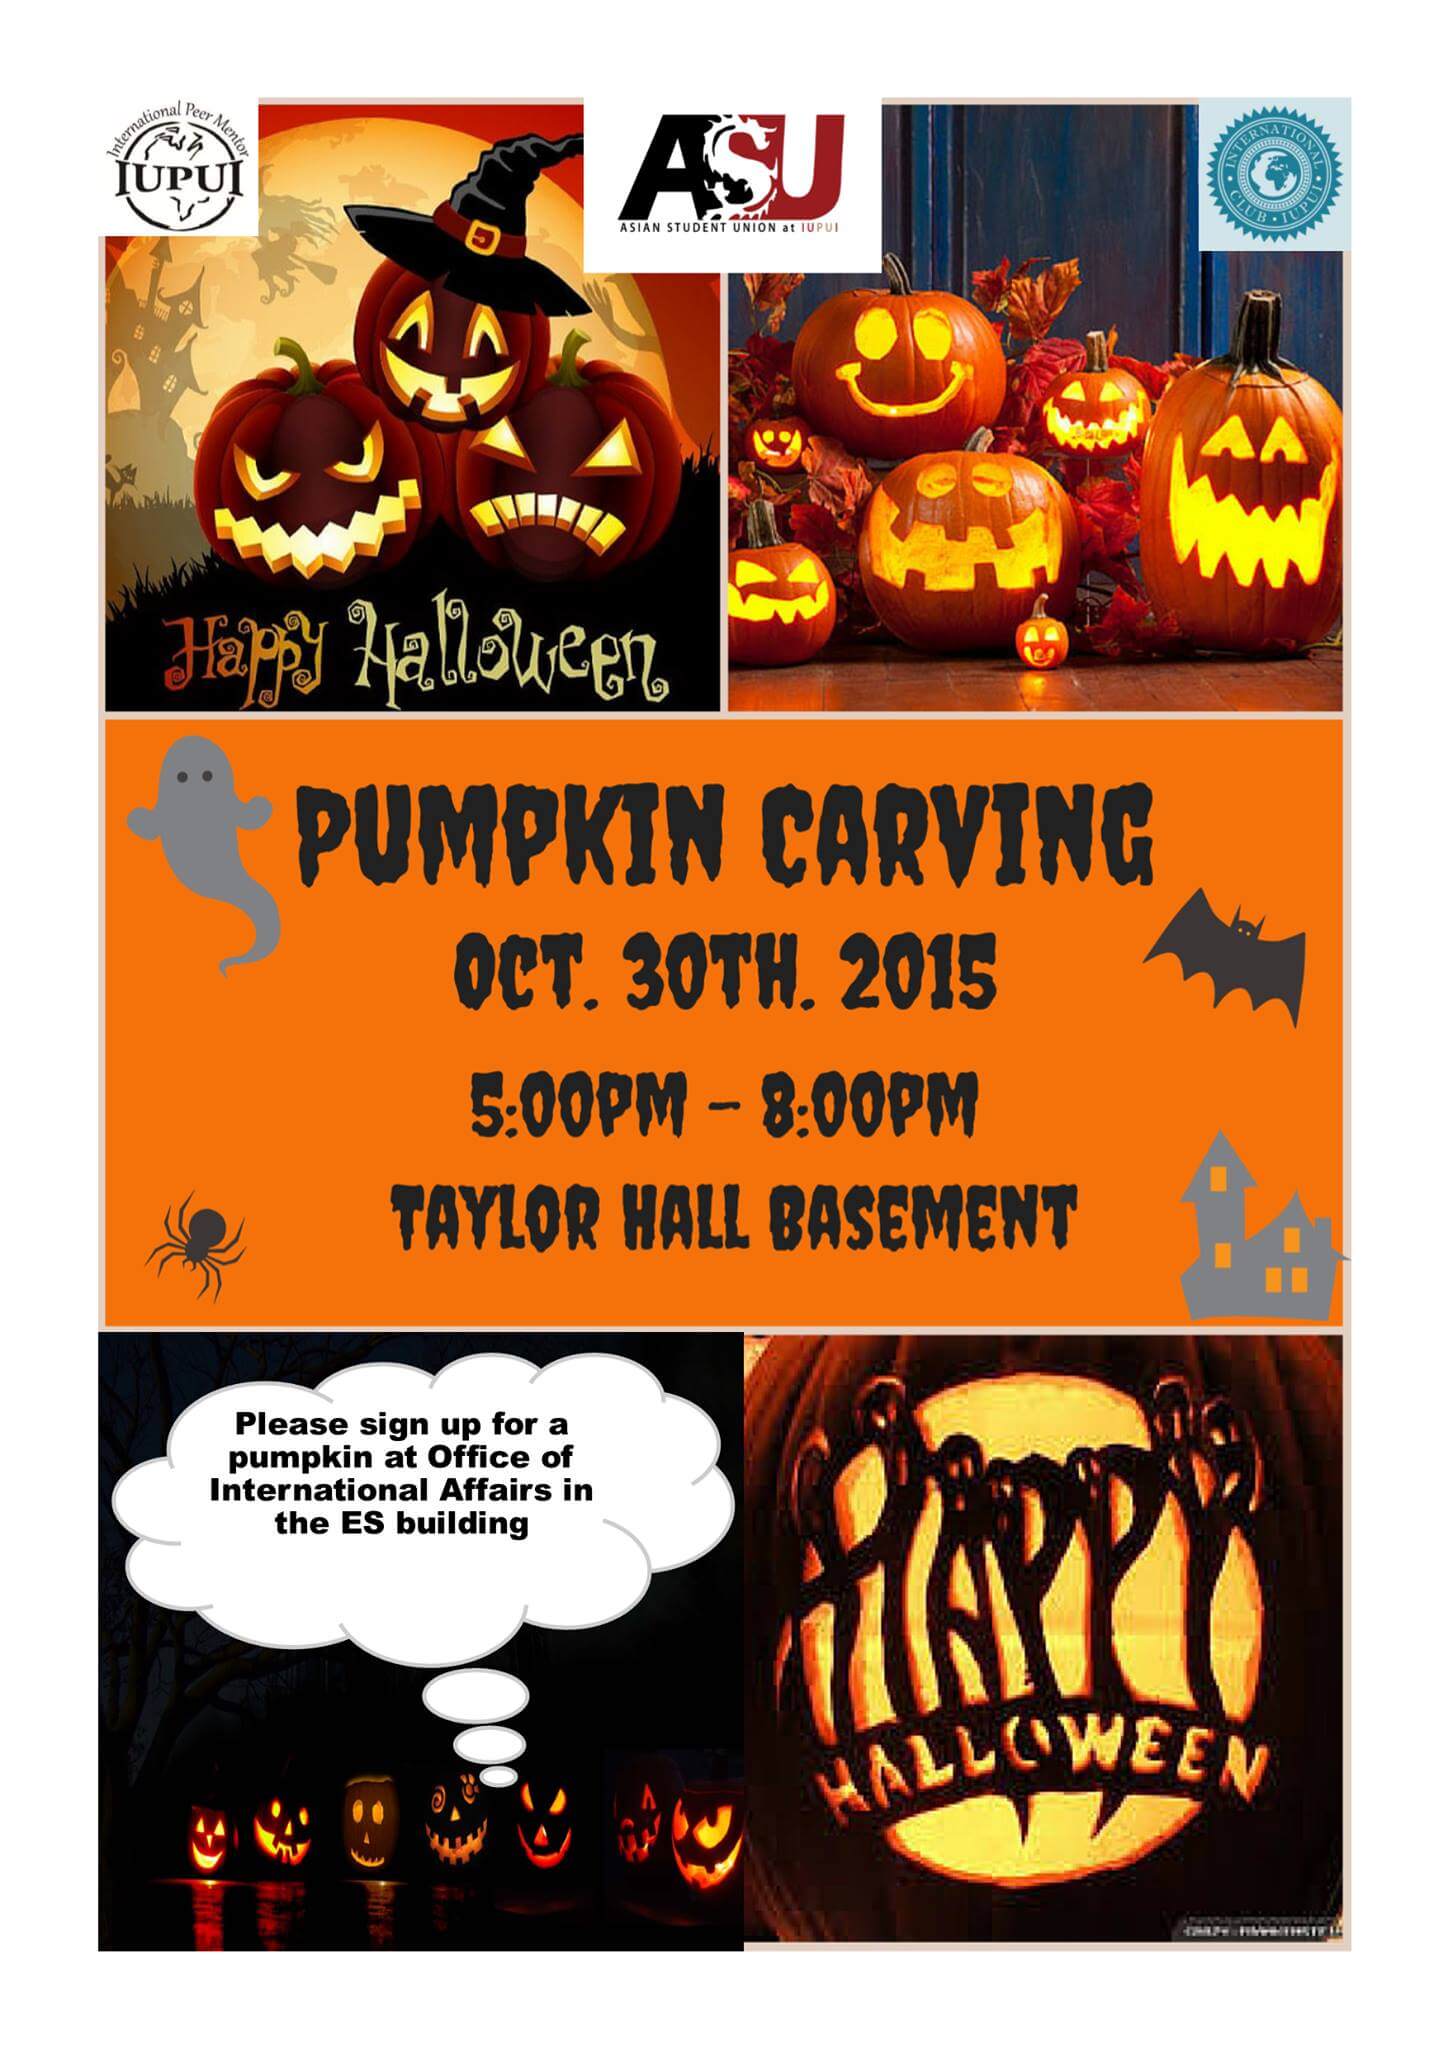 International Peer Mentor
IUPUI
ASU
ASIAN STUDENT UNION at IUPUI
INTERNATIONAL
CLUB • IUPUI
Happy Halloween
PUMPKIN CARVING
OCT. 30TH. 2015
5:00PM - 8:00PM
TAYLOR HALL BASEMENT
Please sign up for a
pumpkin at Office of
International Affairs in
the ES building
HAPPY
HALLOWEEN